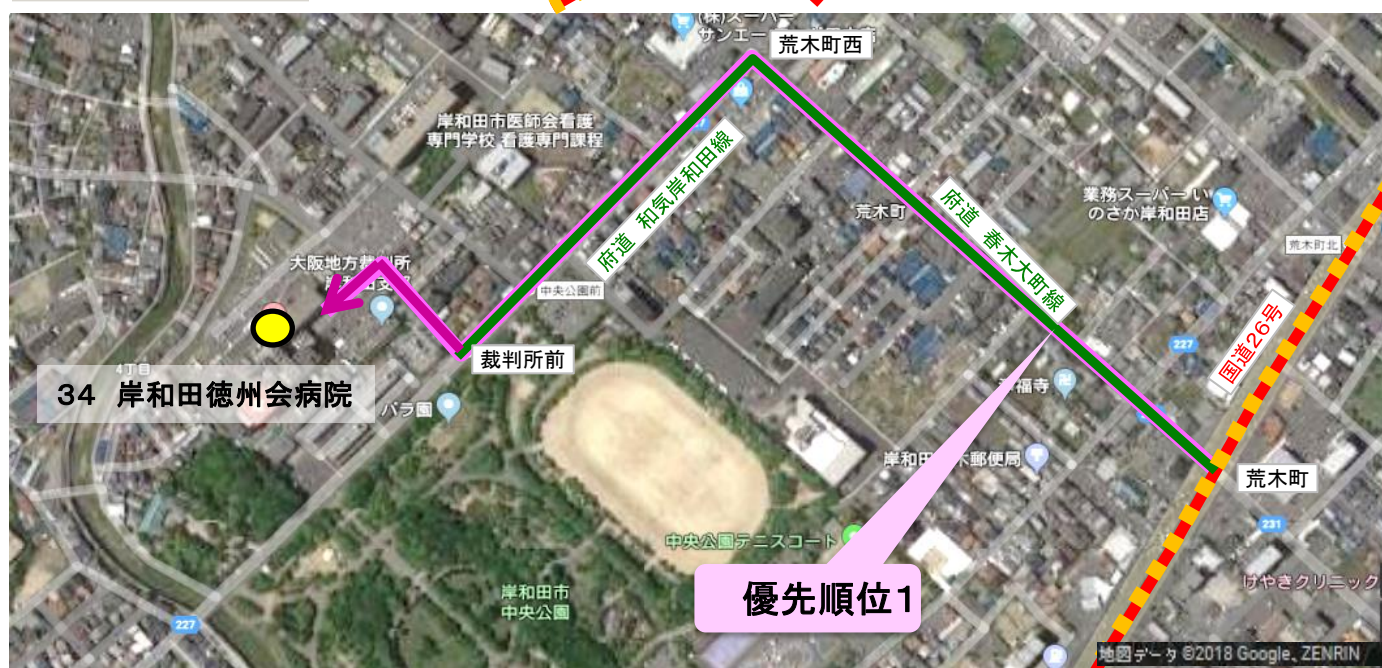 (株)スーパー
サンエー
荒木町西
岸和田市医師会看護
専門学校 看護専門課程
府道 和気岸和田線
荒木町
府道 春木大町線
業務スーパー い
のさか岸和田店
荒木町北
大阪地方裁判所
中央公園前
国道26号
227
裁判所前
4丁目
34 岸和田徳州会病院
バラ園
福寺
岸和田
木郵便局
荒木町
231
中央公園テニスコート
けやきクリニック
優先順位1
岸和田市
中央公園
227
地図データ ©2018 Google、ZENRIN